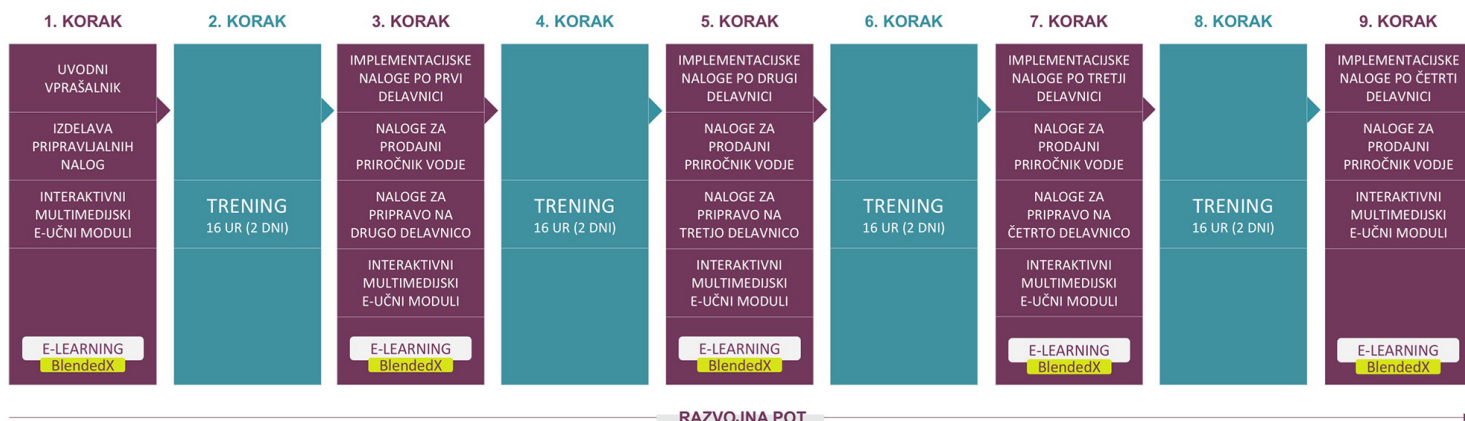 1. KORAK
UVODNI
VPRAŠALNIK
IZDELAVA
PRIPRAVLJALNIH
NALOG
INTERAKTIVNI
MULTIMEDIJSKI
E-UČNI MODULI
E-LEARNING
BlendedX
2. KORAK
TRENING
16 UR (2 DNI)
3. KORAK
IMPLEMENTACIJSKE
NALOGE PO PRVI
DELAVNICI
NALOGE ZA
PRODAJNI
PRIROČNIK VODJE
NALOGE ZA
PRIPRAVO NA
DRUGO DELAVNICO
INTERAKTIVNI
MULTIMEDIJSKI
E-UČNI MODULI
E-LEARNING
BlendedX
4. KORAK
TRENING
16 UR (2 DNI)
5. KORAK
IMPLEMENTACIJSKE
NALOGE PO DRUGI
DELAVNICI
NALOGE ZA
PRODAJNI
PRIROČNIK VODJE
NALOGE ZA
PRIPRAVO NA
TRETJO DELAVNICO
INTERAKTIVNI
MULTIMEDIJSKI
E-UČNI MODULI
E-LEARNING
BlendedX
6. KORAK
TRENING
16 UR (2 DNI)
7. KORAK
IMPLEMENTACIJSKE
NALOGE PO TRETJI
DELAVNICI
NALOGE ZA
PRODAJNI
PRIROČNIK VODJE
NALOGE ZA
PRIPRAVO NA
ČETRTO DELAVNICO
INTERAKTIVNI
MULTIMEDIJSKI
E-UČNI MODULI
E-LEARNING
BlendedX
8. KORAK
TRENING
16 UR (2 DNI)
9. KORAK
IMPLEMENTACIJSKE
NALOGE PO ČETRTI
DELAVNICI
NALOGE ZA
PRODAJNI
PRIROČNIK VODJE
INTERAKTIVNI
MULTIMEDIJSKI
E-UČNI MODULI
E-LEARNING
BlendedX
RAZVOJNA POT